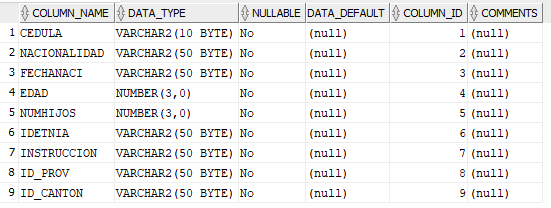 COLUMN_NAME DATA_TYPE NULLABLE DATA_DEFAULT COLUMN_ID COMMENTS
1 CEDULA VARCHAR2(10 BYTE) No (null) 1 (null)
2 NACIONALIDAD VARCHAR2(50 BYTE) No (null) 2 (null)
3 FECHANACI VARCHAR2(50 BYTE) No (null) 3 (null)
4 EDAD NUMBER(3,0) No (null) 4 (null)
5 NUMHIJOS NUMBER(3,0) No (null) 5 (null)
6 IDETNIA VARCHAR2(50 BYTE) No (null) 6 (null)
7 INSTRUCCION VARCHAR2(50 BYTE) No (null) 7 (null)
8 ID_PROV VARCHAR2(50 BYTE) No (null) 8 (null)
9 ID_CANTON VARCHAR2(50 BYTE) No (null) 9 (null)